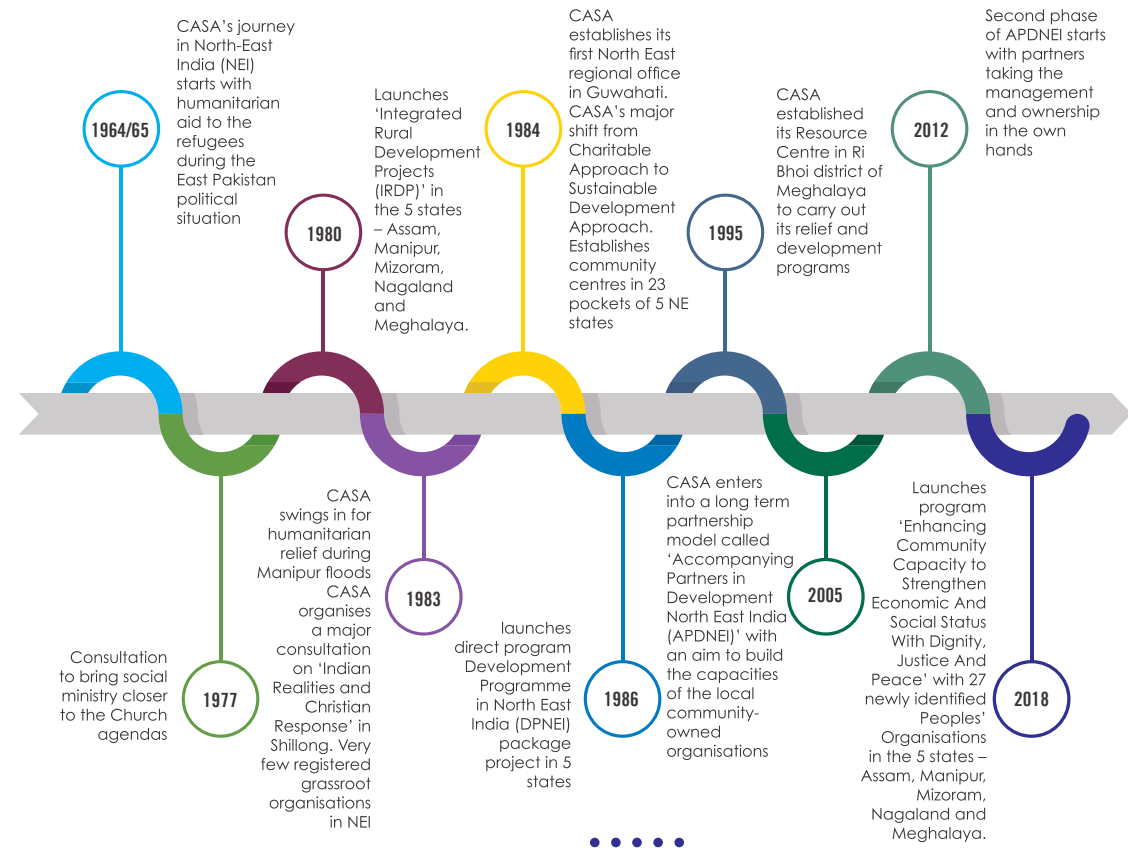 1964/65
CASA's journey
in North-East
India (NEI)
starts with
humanitarian
aid to the
refugees
during the
East Pakistan
political
situation
1977
Consultation
to bring social
ministry closer
to the Church
agendas
1980
Launches
‘Integrated
Rural
Development
Projects
(IRDP)’ in
the 5 states
– Assam,
Manipur,
Mizoram,
Nagaland
and
Meghalaya.
1983
CASA
swings in for
humanitarian
relief during
Manipur floods
CASA
organises
a major
consultation
on ‘Indian
Realities and
Christian
Response’ in
Shillong. Very
few registered
grassroot
organisations
in NEI
1984
CASA
establishes its
first North East
regional office
in Guwahati.
CASA’s major
shift from
Charitable
Approach to
Sustainable
Development
Approach.
Establishes
community
centres in 23
pockets of 5 NE
states
1986
launches
direct program
Development
Programme
in North East
India (DPNEI)
package
project in 5
states
1995
CASA
established
its Resource
Centre in Ri
Bhoi district of
Meghalaya
to carry out
its relief and
development
programs
2005
CASA enters
into a long term
partnership
model called
‘Accompanying
Partners in
Development
North East India
(APDNEI)’ with
an aim to build
the capacities
of the local
community-
owned
organisations
2012
Second phase
of APDNEI starts
with partners
taking the
management
and ownership
in the own
hands
2018
Launches
program
‘Enhancing
Community
Capacity to
Strengthen
Economic And
Social Status
With Dignity,
Justice And
Peace’ with 27
newly identified
Peoples’
Organisations
in the 5 states –
Assam, Manipur,
Mizoram,
Nagaland and
Meghalaya.